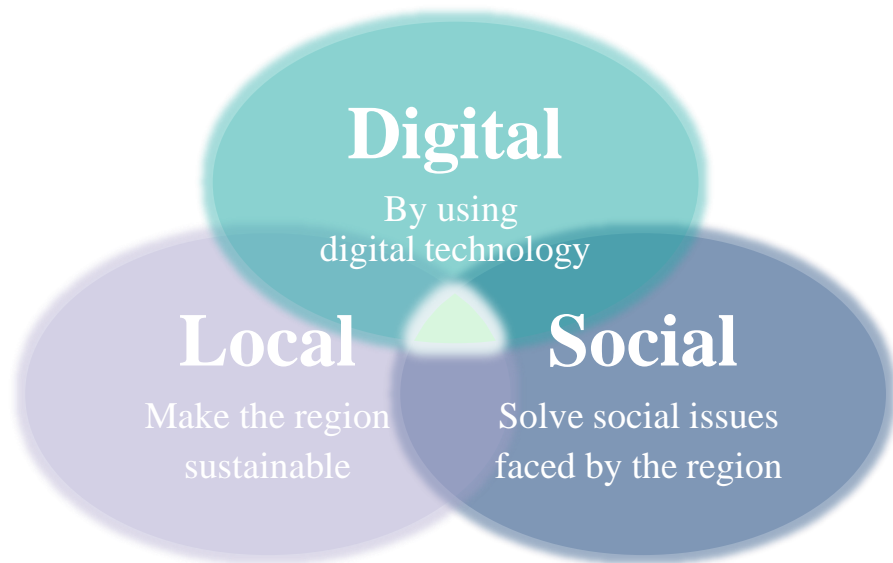 Digital
By using
digital technology
Local
Make the region
sustainable
Social
Solve social issues
faced by the region